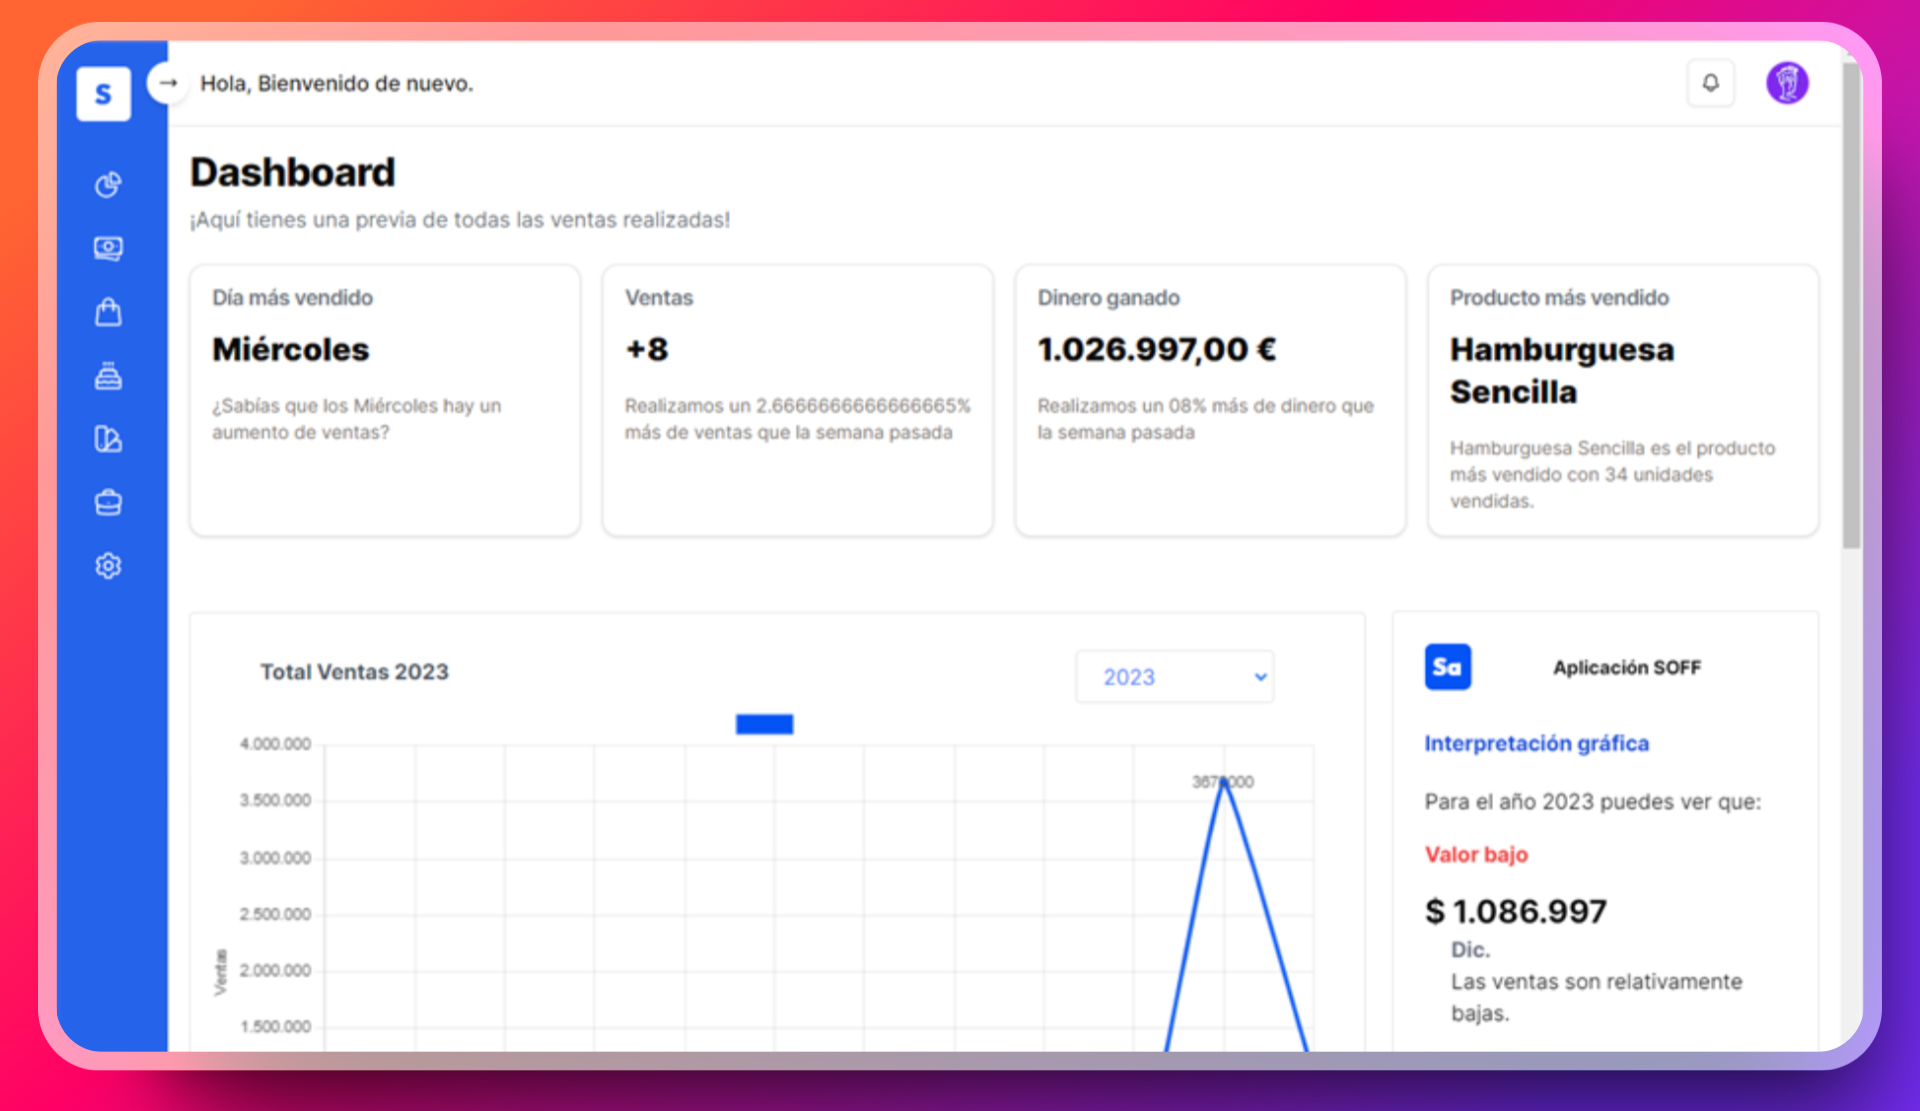 S
→ Hola, Bienvenido de nuevo.
Dashboard
¡Aquí tienes una previa de todas las ventas realizadas!
Día más vendido
Miércoles
¿Sabías que los Miércoles hay un
aumento de ventas?
Ventas
+8
Realizamos un 2.6666666666666665%
más de ventas que la semana pasada
Dinero ganado
1.026.997,00 €
Realizamos un 08% más de dinero que
la semana pasada
Producto más vendido
Hamburguesa
Sencilla
Hamburguesa Sencilla es el producto
más vendido con 34 unidades
vendidas.
Total Ventas 2023
2023
4.000.000
3.500.000
3.000.000
2.500.000
2.000.000
1.500.000
Ventas
Sa
Aplicación SOFF
Interpretación gráfica
Para el año 2023 puedes ver que:
Valor bajo
$ 1.086.997
Dic.
Las ventas son relativamente
bajas.